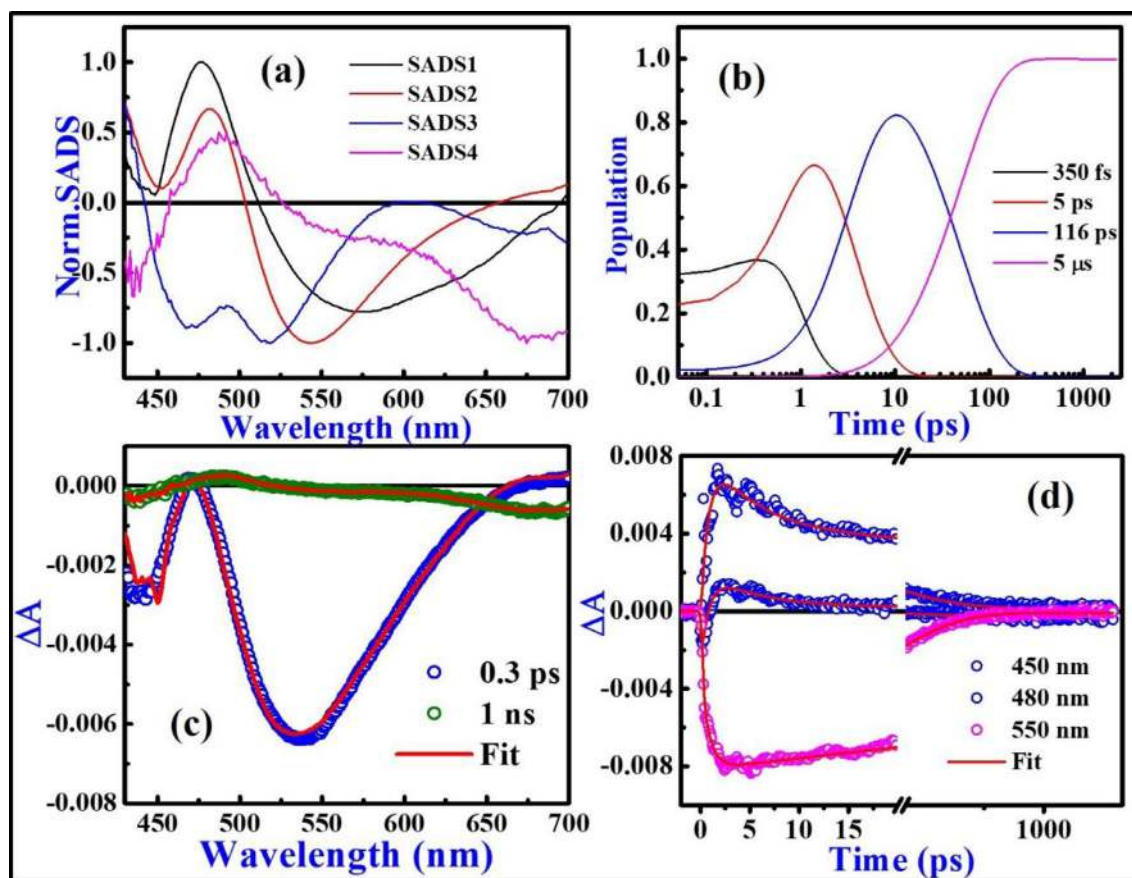 (a)
SADS1
SADS2
SADS3
SADS4
Norm.SADS
1.0
0.5
0.0
-0.5
-1.0
450 500 550 600 650 700
Wavelength (nm)
(b)
350 fs
5 ps
116 ps
5 μs
Population
1.0
0.8
0.6
0.4
0.2
0.0
0.1 1 10 100 1000
Time (ps)
(c)
0.3 ps
1 ns
Fit
ΔA
0.000
-0.002
-0.004
-0.006
-0.008
450 500 550 600 650 700
Wavelength (nm)
(d)
450 nm
480 nm
550 nm
Fit
ΔA
0.008
0.004
0.000
-0.004
-0.008
0 5 10 15 1000
Time (ps)